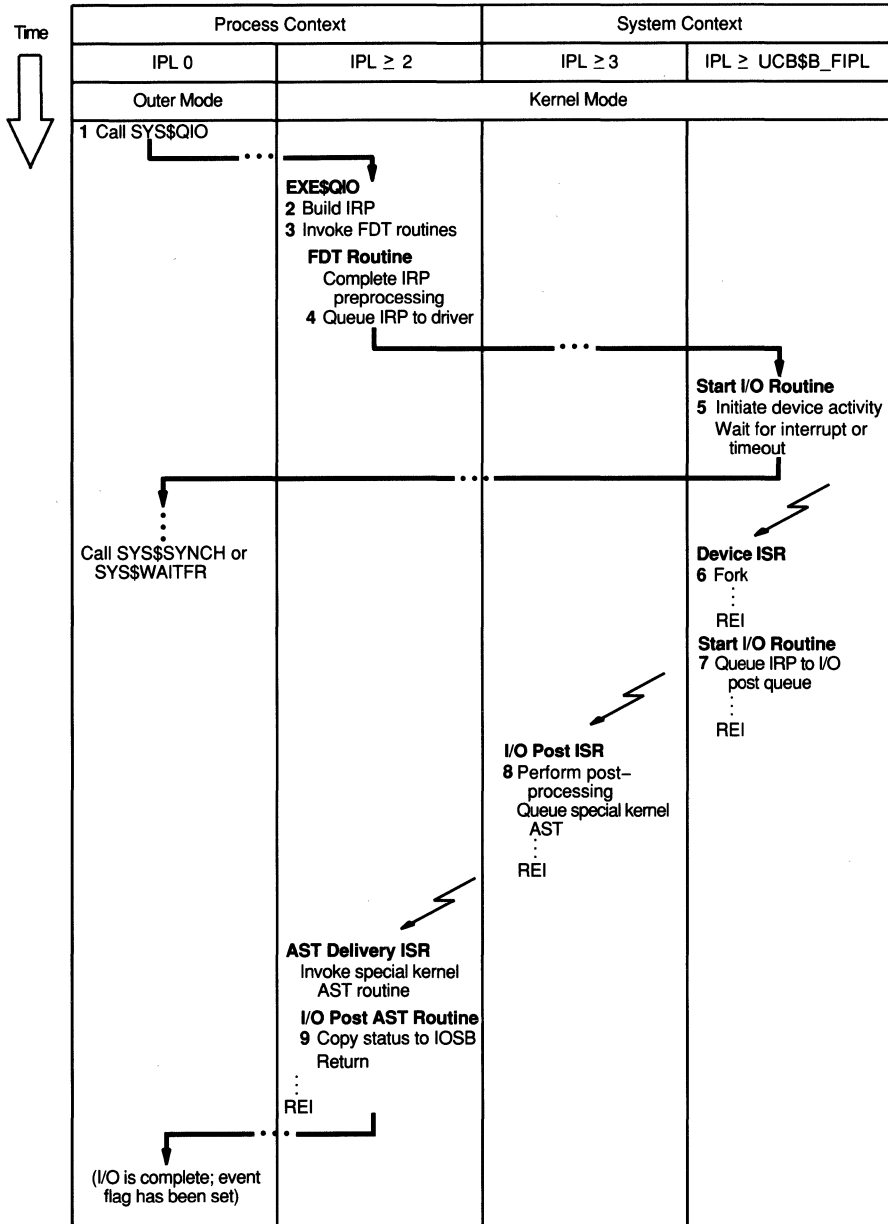 Time
Process Context
System Context
IPL 0
IPL ≥ 2
IPL ≥ 3
IPL ≥ UCB$B_FIPL
Outer Mode
Kernel Mode
1 Call SYS$QIO
EXE$QIO
2 Build IRP
3 Invoke FDT routines
FDT Routine
Complete IRP
preprocessing
4 Queue IRP to driver
Start I/O Routine
5 Initiate device activity
Wait for interrupt or
timeout
Call SYS$SYNCH or
SYS$WAITFR
Device ISR
6 Fork
REI
Start I/O Routine
7 Queue IRP to I/O
post queue
REI
I/O Post ISR
8 Perform post–
processing
Queue special kernel
AST
REI
AST Delivery ISR
Invoke special kernel
AST routine
I/O Post AST Routine
9 Copy status to IOSB
Return
REI
(I/O is complete; event
flag has been set)